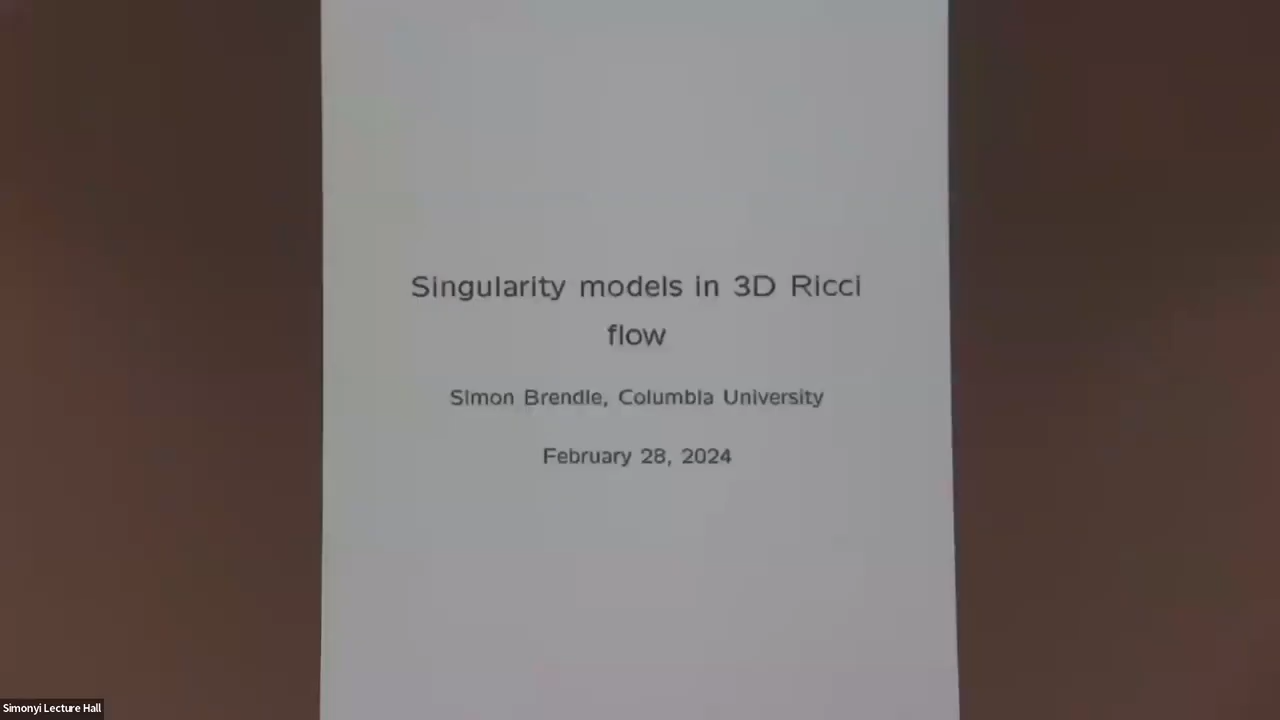 Singularity models in 3D Ricci
flow
Simon Brendle, Columbia University
February 28, 2024
Simonyi Lecture Hall